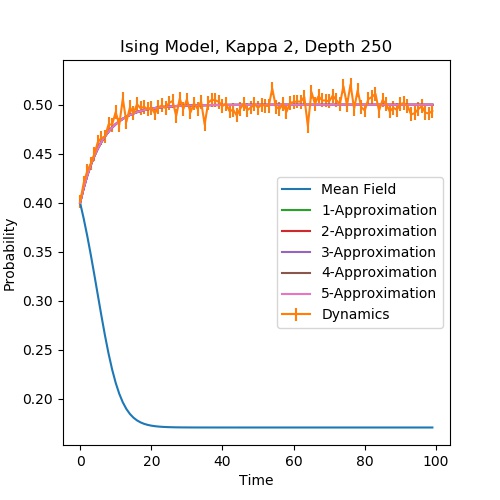 Ising Model, Kappa 2, Depth 250
Probability
0.50
0.45
0.40
0.35
0.30
0.25
0.20
Mean Field
1-Approximation
2-Approximation
3-Approximation
4-Approximation
5-Approximation
Dynamics
0 20 40 60 80 100
Time